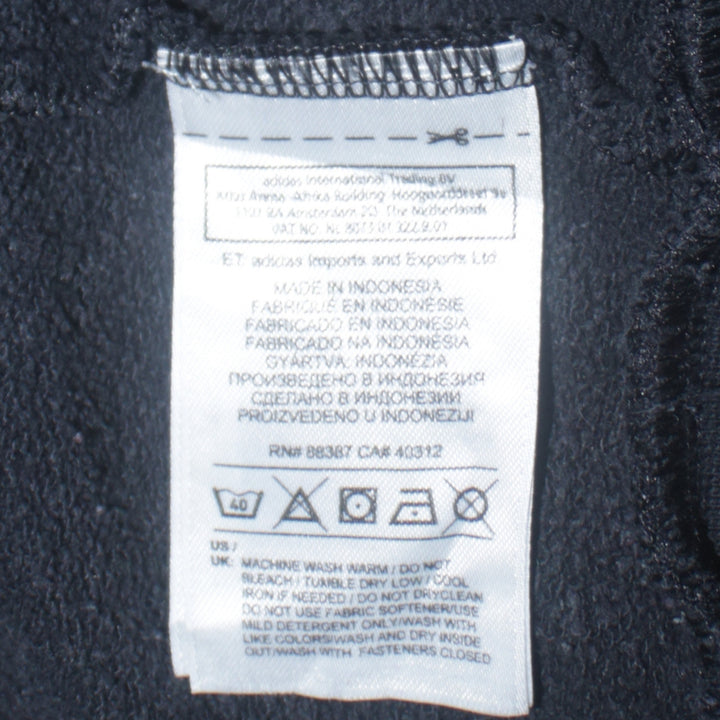 adidas International Trading BV
Atlas Arena -Afrika Building, Hoogoorddreef 9a
1101 BA Amsterdam ZO, The Netherlands
VAT NO. NL 8073.01.322.B.01
ET. adidas Imports and Exports Ltd
MADE IN INDONESIA
FABRIQUE EN INDONESIE
FABRICADO EN INDONESIA
FABRICADO NA INDONESIA
GYÁRTVA: INDONÉZIA
ПРОИЗВЕДЕНО В ИНДОНЕЗИЯ
СДЕЛАНО В ИНДОНЕЗИИ
PROIZVEDENO U INDONEZIJI
RN# 88387 CA# 40312
40
US /
UK: MACHINE WASH WARM / DO NOT
BLEACH / TUMBLE DRY LOW / COOL
IRON IF NEEDED / DO NOT DRYCLEAN
DO NOT USE FABRIC SOFTENER/USE
MILD DETERGENT ONLY/WASH WITH
LIKE COLORS/WASH AND DRY INSIDE
OUT/WASH WITH FASTENERS CLOSED